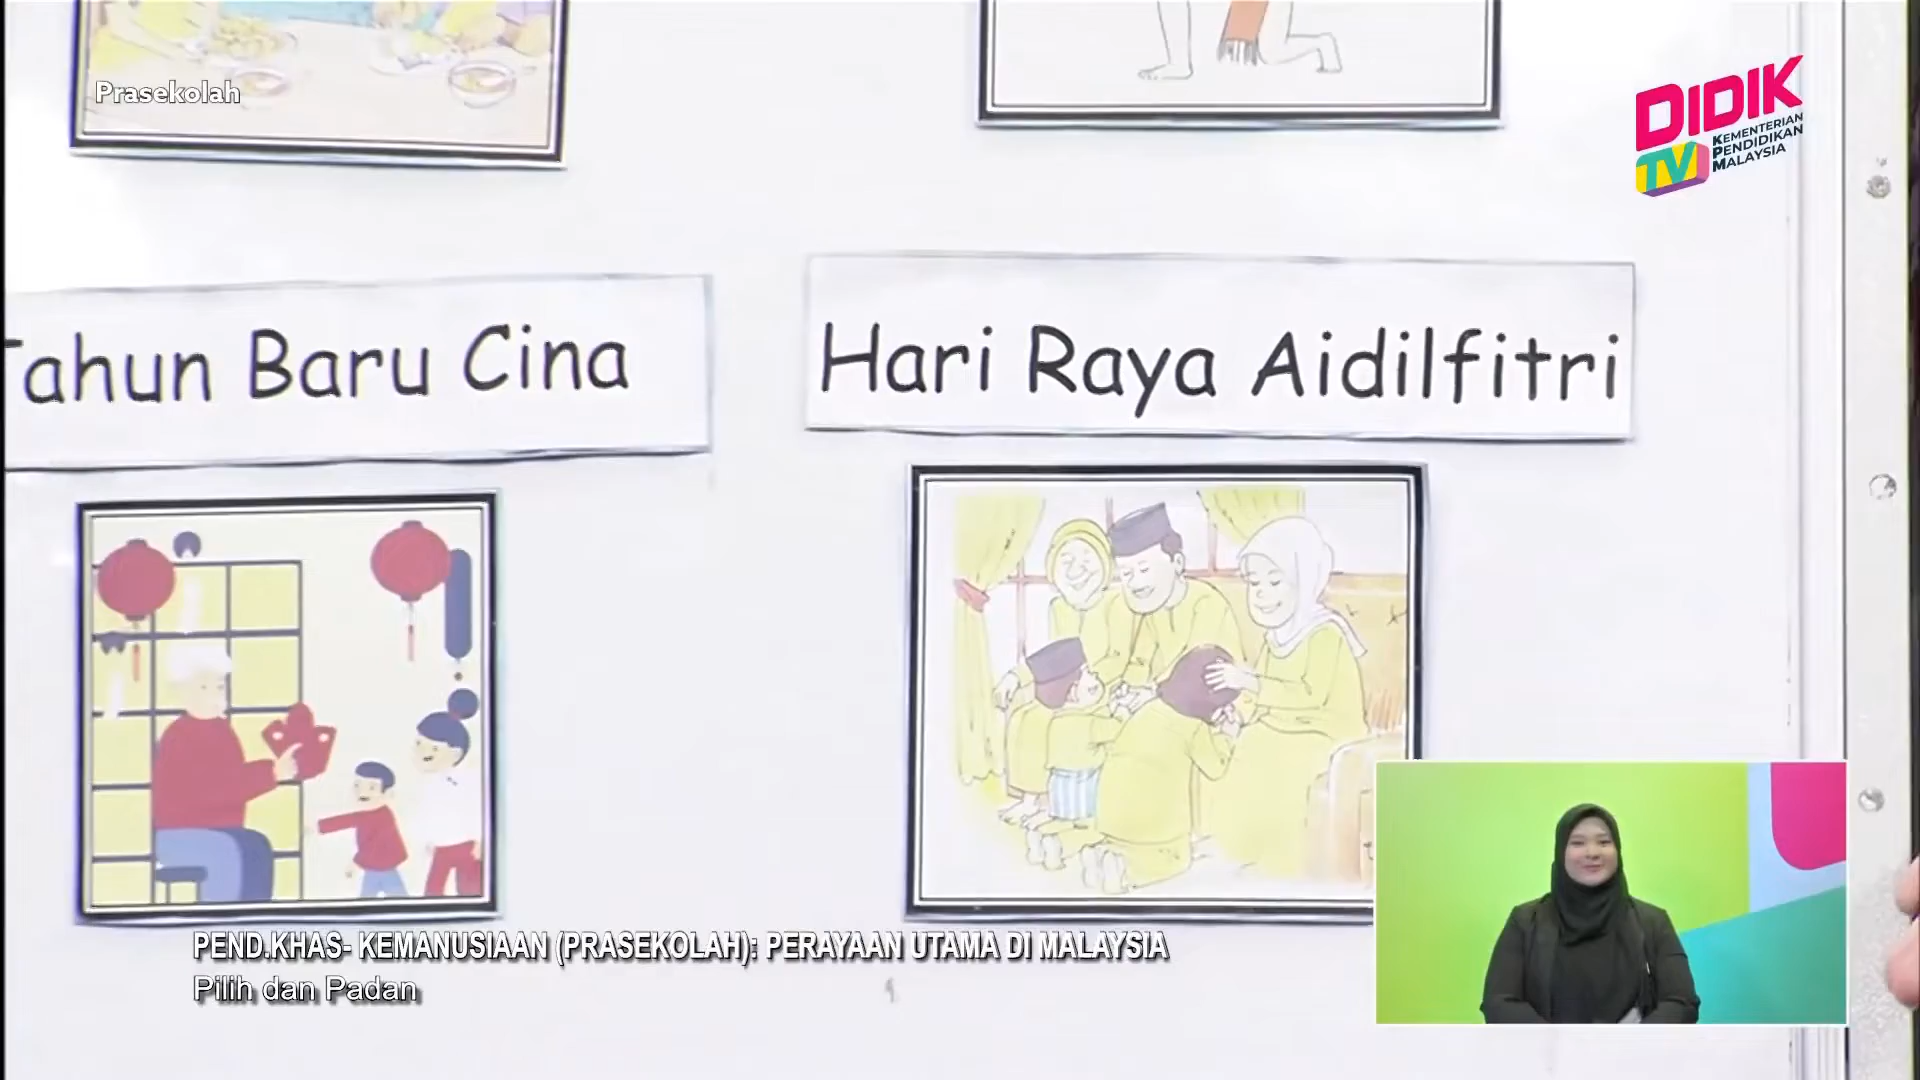 Prasekolah
DIDIK
TV
KEMENTERIAN
PENDIDIKAN
MALAYSIA
Tahun Baru Cina
Hari Raya Aidilfitri
PEND.KHAS- KEMANUSIAAN (PRASEKOLAH): PERAYAAN UTAMA DI MALAYSIA
Pilih dan Padan